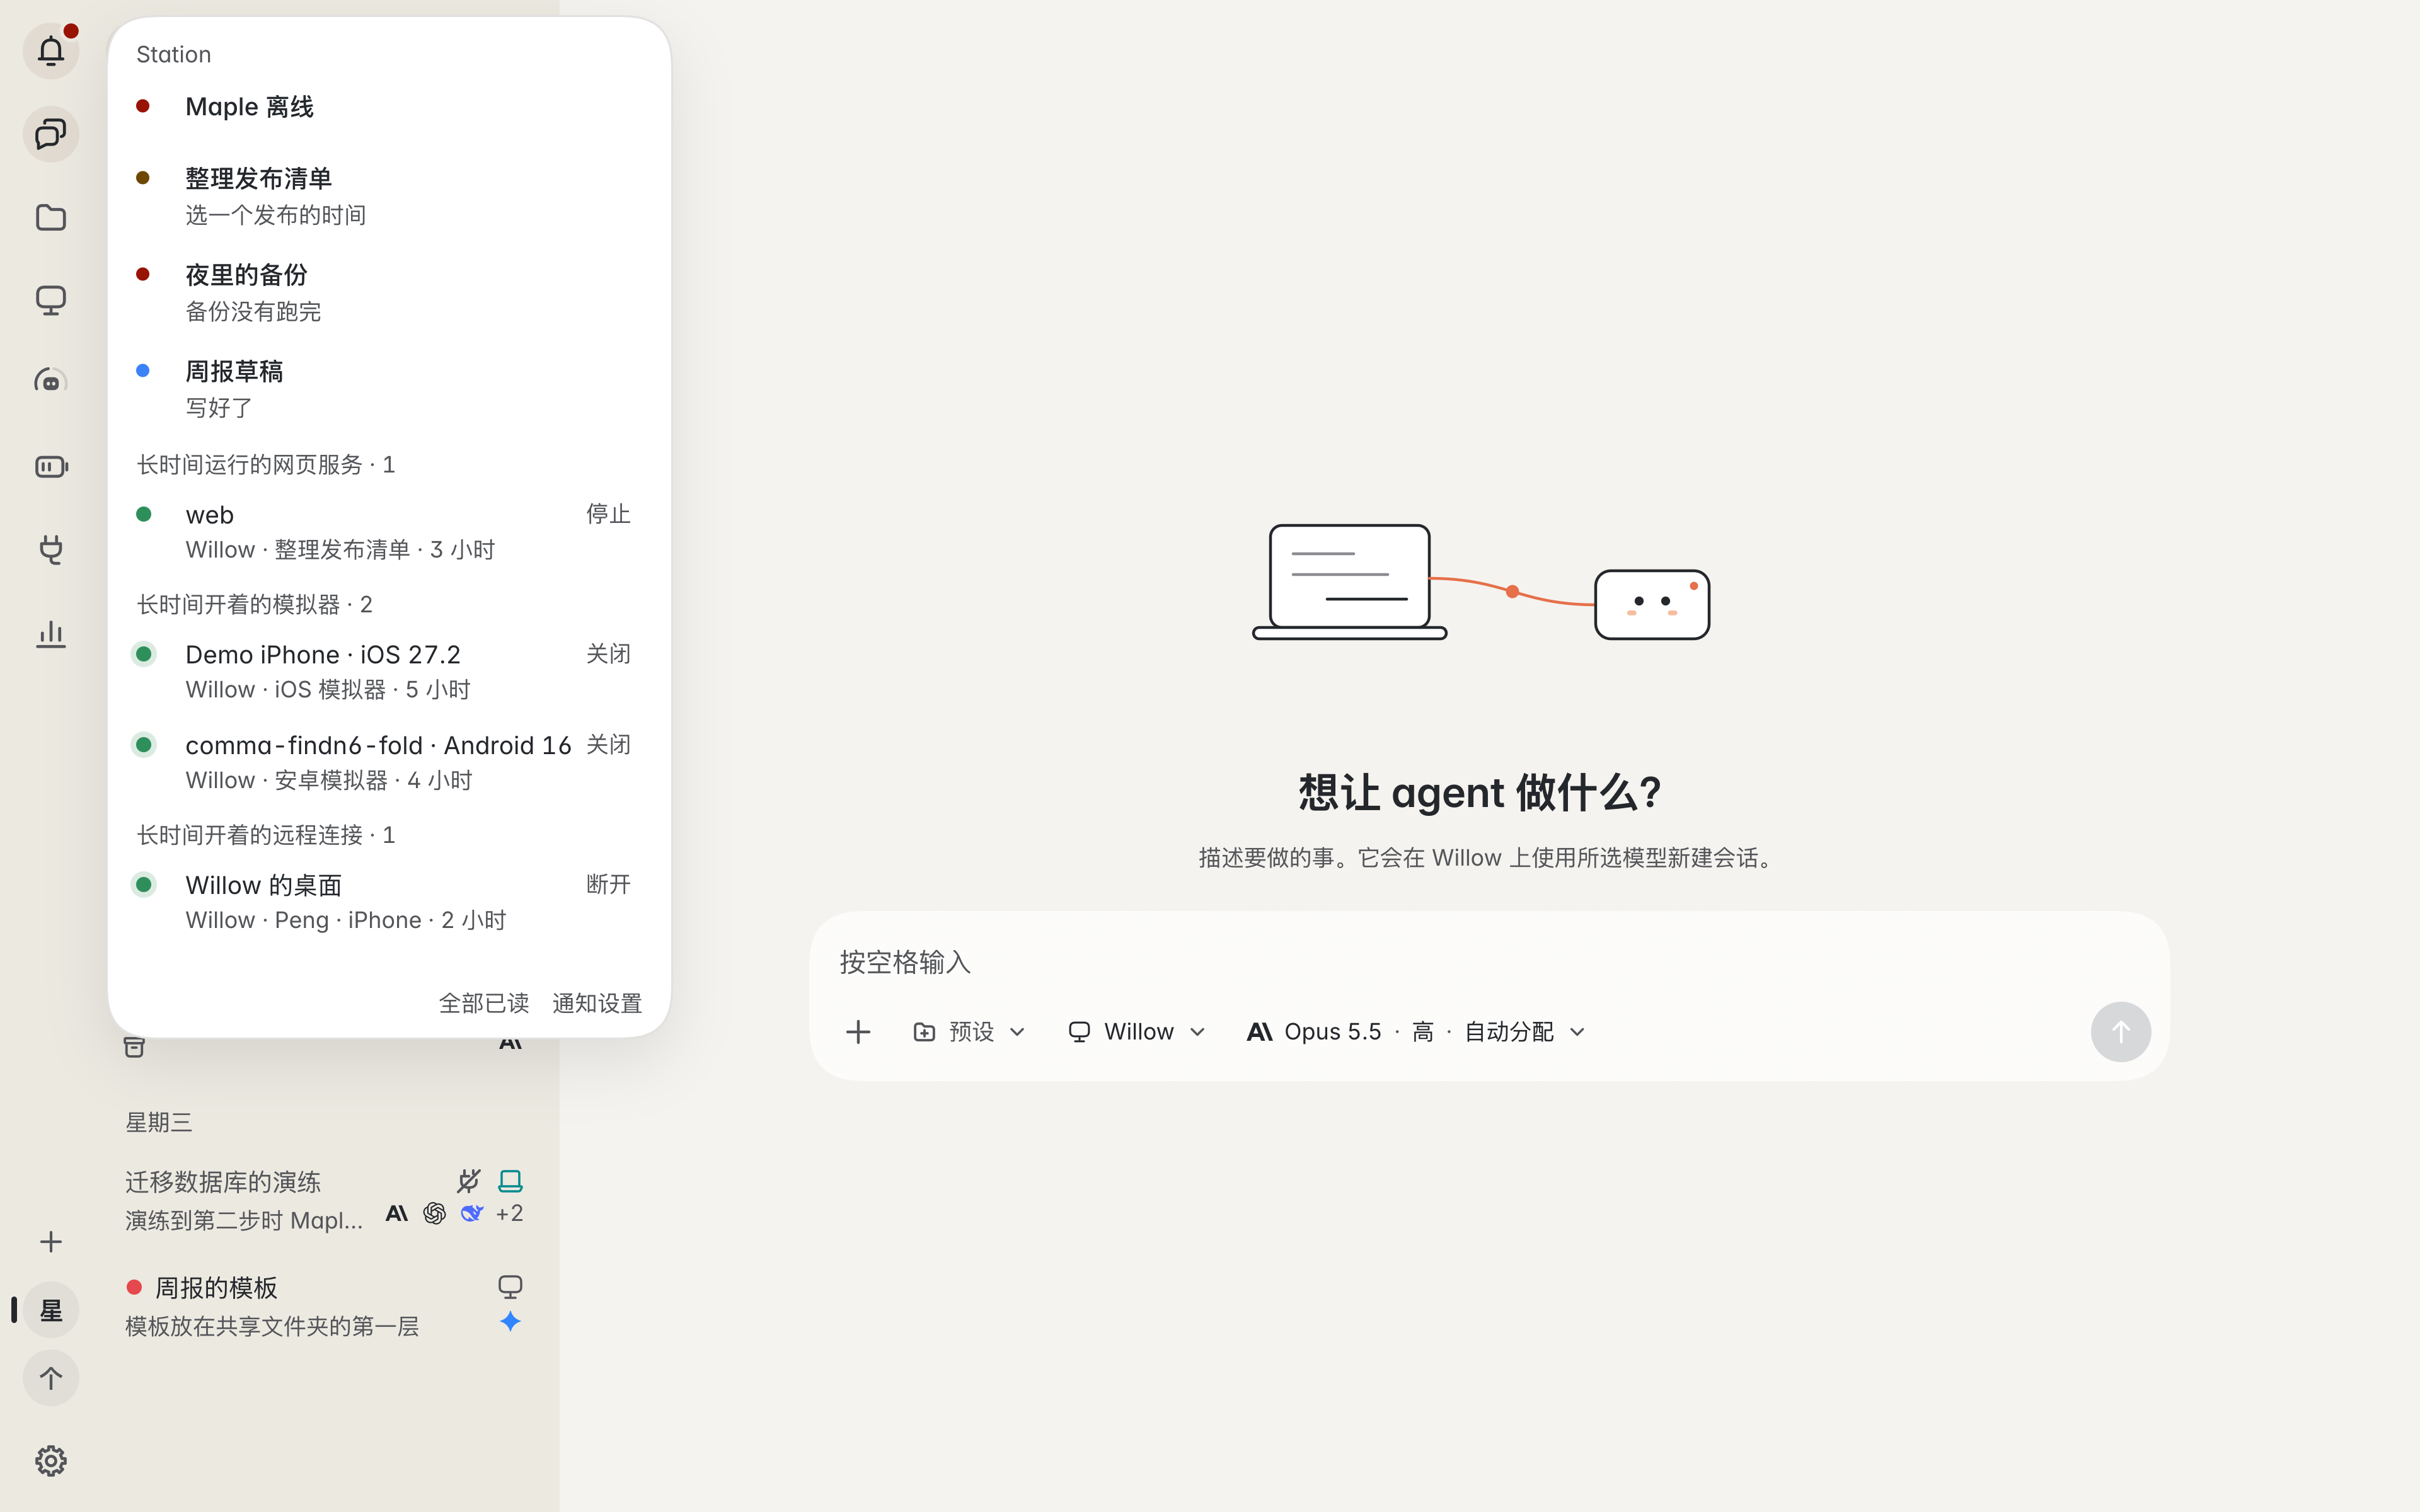 Station
Maple 离线
整理发布清单
选一个发布的时间
夜里的备份
备份没有跑完
周报草稿
写好了
长时间运行的网页服务 · 1
web 停止
Willow · 整理发布清单 · 3 小时
长时间开着的模拟器 · 2
Demo iPhone · iOS 27.2 关闭
Willow · iOS 模拟器 · 5 小时
comma-findn6-fold · Android 16 关闭
Willow · 安卓模拟器 · 4 小时
长时间开着的远程连接 · 1
Willow 的桌面 断开
Willow · Peng · iPhone · 2 小时
全部已读 通知设置
星期三
迁移数据库的演练
演练到第二步时 Mapl... +2
周报的模板
模板放在共享文件夹的第一层
星
个
想让 agent 做什么?
描述要做的事。它会在 Willow 上使用所选模型新建会话。
按空格输入
预设 Willow Opus 5.5 · 高 · 自动分配